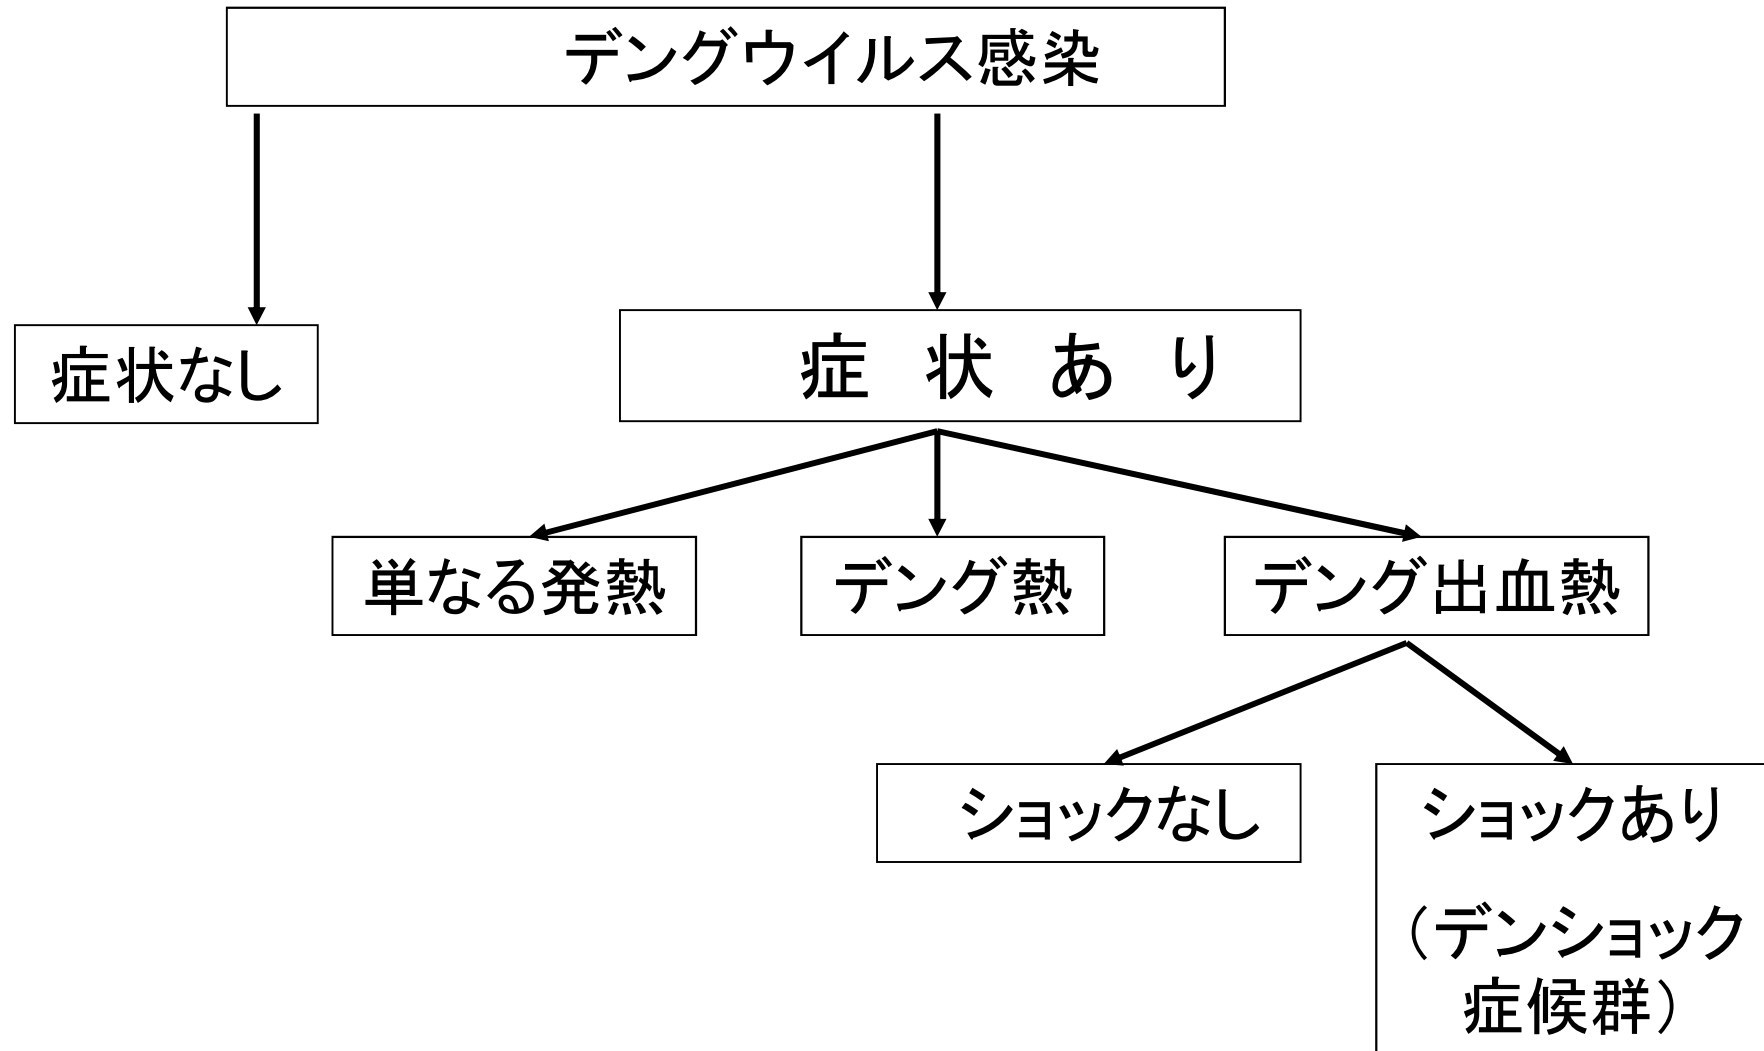 デングウイルス感染
症状なし
症 状 あ り
単なる発熱
デング熱
デング出血熱
ショックなし
ショックあり
（デンショック
症候群）